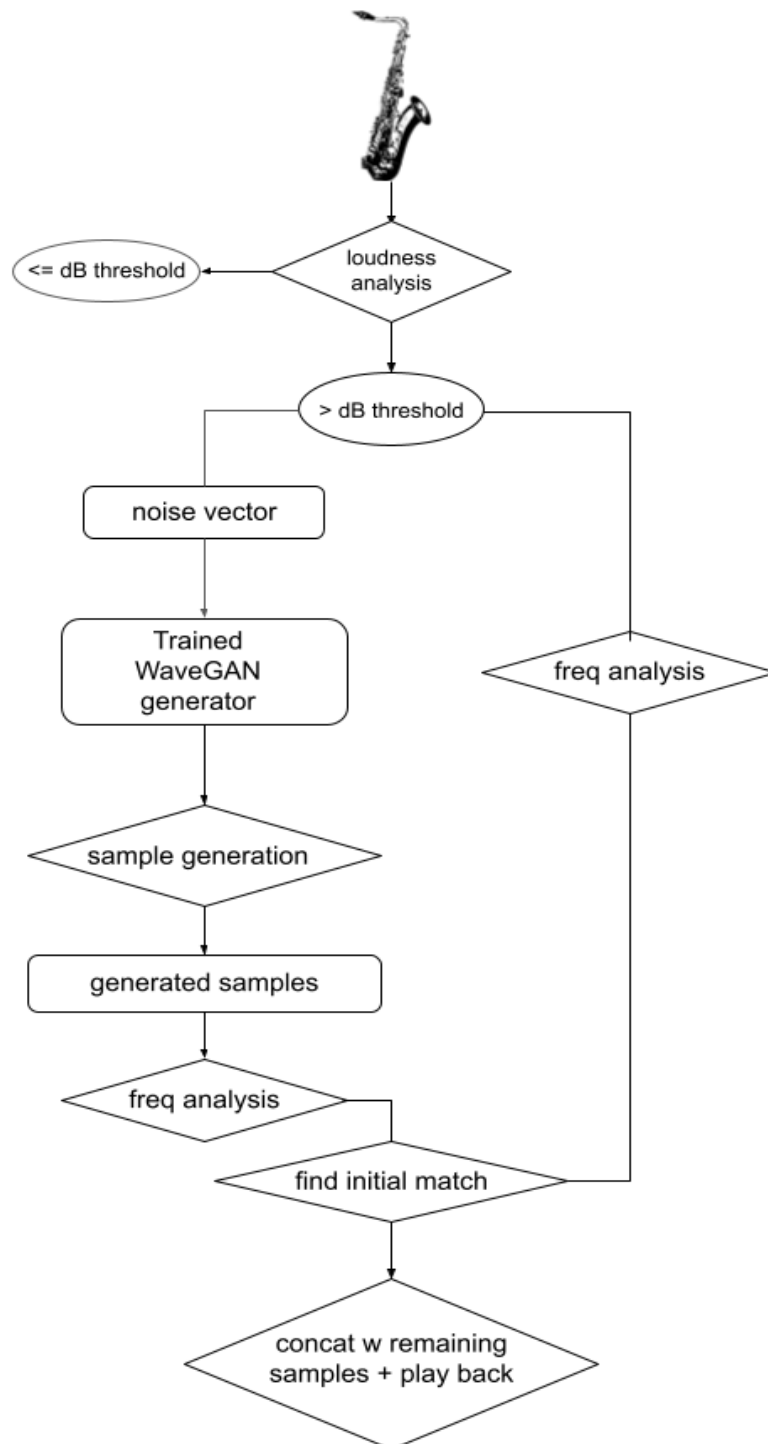 loudness
analysis
<= dB threshold
> dB threshold
noise vector
Trained
WaveGAN
generator
freq analysis
sample generation
generated samples
freq analysis
find initial match
concat w remaining
samples + play back